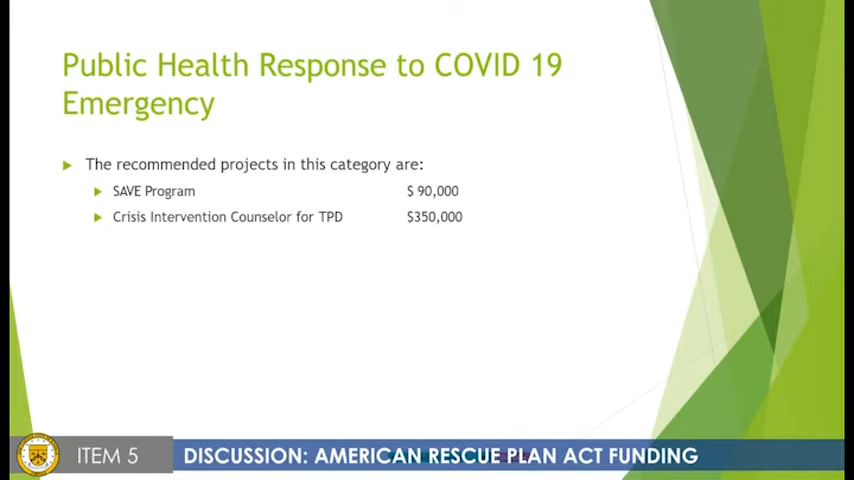 Public Health Response to COVID 19
Emergency
The recommended projects in this category are:
SAVE Program $ 90,000
Crisis Intervention Counselor for TPD $350,000
ITEM 5 DISCUSSION: AMERICAN RESCUE PLAN ACT FUNDING